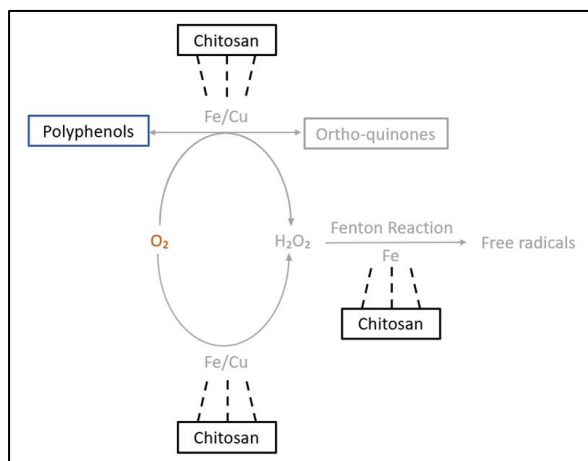 Chitosan
Fe/Cu
Polyphenols
Ortho-quinones
O₂
H₂O₂
Fenton Reaction
Fe
Free radicals
Chitosan
Fe/Cu
Chitosan